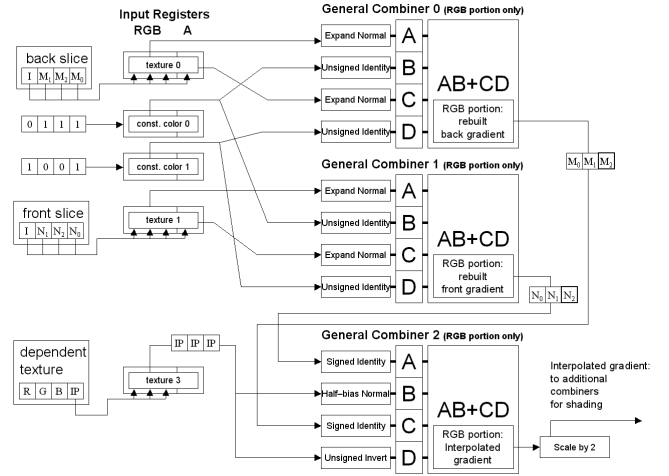 Input Registers
RGB A
back slice
I M₁ M₂ M₀
texture 0
0 1 1 1
const. color 0
1 0 0 1
const. color 1
front slice
I N₁ N₂ N₀
texture 1
dependent
texture
R G B IP
IP IP IP
texture 3
General Combiner 0 (RGB portion only)
Expand Normal A
Unsigned Identity B
Expand Normal C
Unsigned Identity D
AB+CD
RGB portion:
rebuilt
back gradient
M₀ M₁ M₂
General Combiner 1 (RGB portion only)
Expand Normal A
Unsigned Identity B
Expand Normal C
Unsigned Identity D
AB+CD
RGB portion:
rebuilt
front gradient
N₀ N₁ N₂
General Combiner 2 (RGB portion only)
Signed Identity A
Half-bias Normal B
Signed Identity C
Unsigned Invert D
AB+CD
RGB portion:
Interpolated
gradient
Scale by 2
Interpolated gradient:
to additional
combiners
for shading